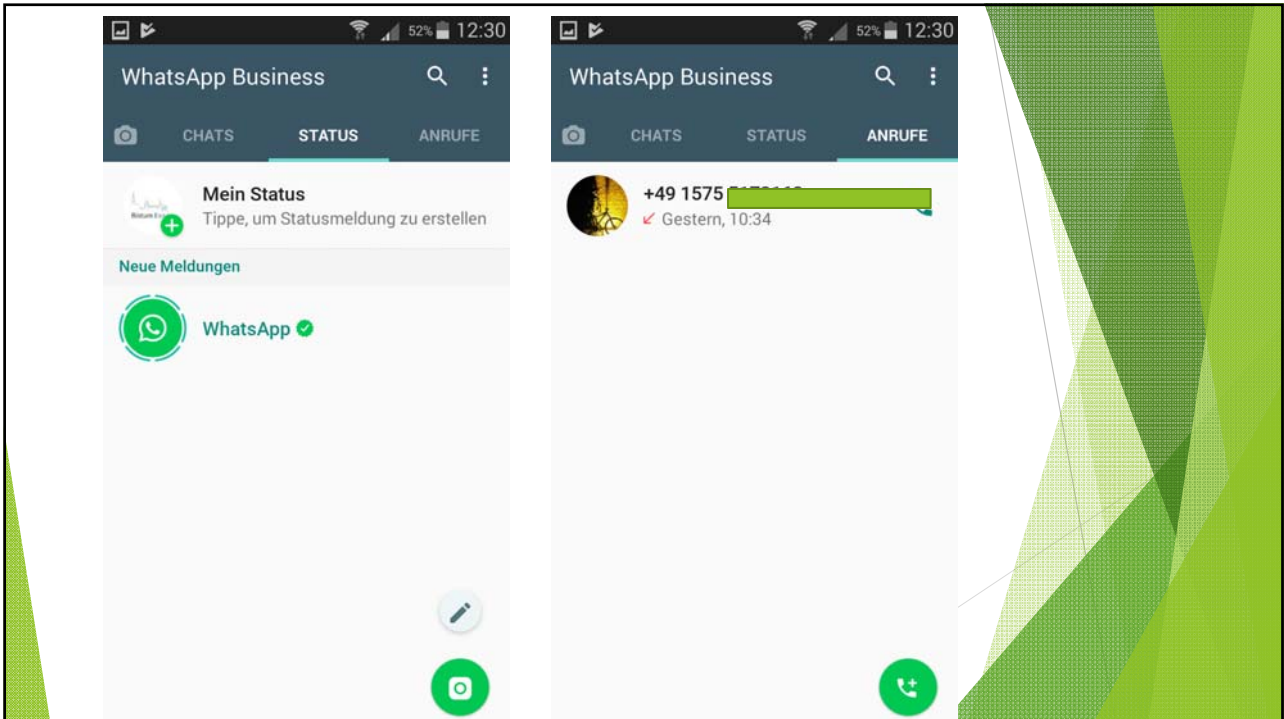 52% 12:30
WhatsApp Business
CHATS STATUS ANRUFE
Mein Status
Tippe, um Statusmeldung zu erstellen
Neue Meldungen
WhatsApp
52% 12:30
WhatsApp Business
CHATS STATUS ANRUFE
+49 1575
Gestern, 10:34